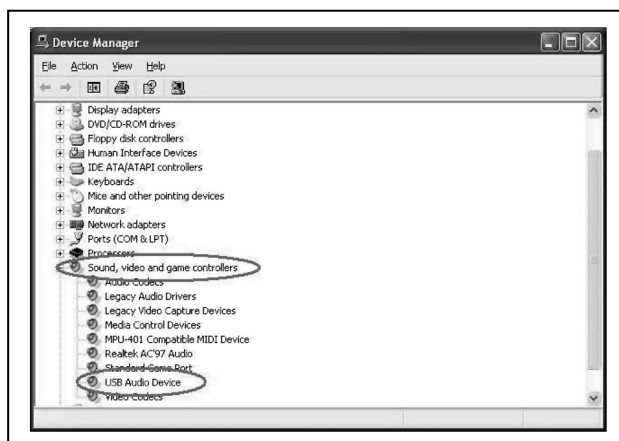 Device Manager
File Action View Help
Display adapters
DVD/CD-ROM drives
Floppy disk controllers
Human Interface Devices
IDE ATA/ATAPI controllers
Keyboards
Mice and other pointing devices
Monitors
Network adapters
Ports (COM & LPT)
Processors
Sound, video and game controllers
Audio Codecs
Legacy Audio Drivers
Legacy Video Capture Devices
Media Control Devices
MPU-401 Compatible MIDI Device
Realtek AC'97 Audio
Standard Game Port
USB Audio Device
Video Codecs